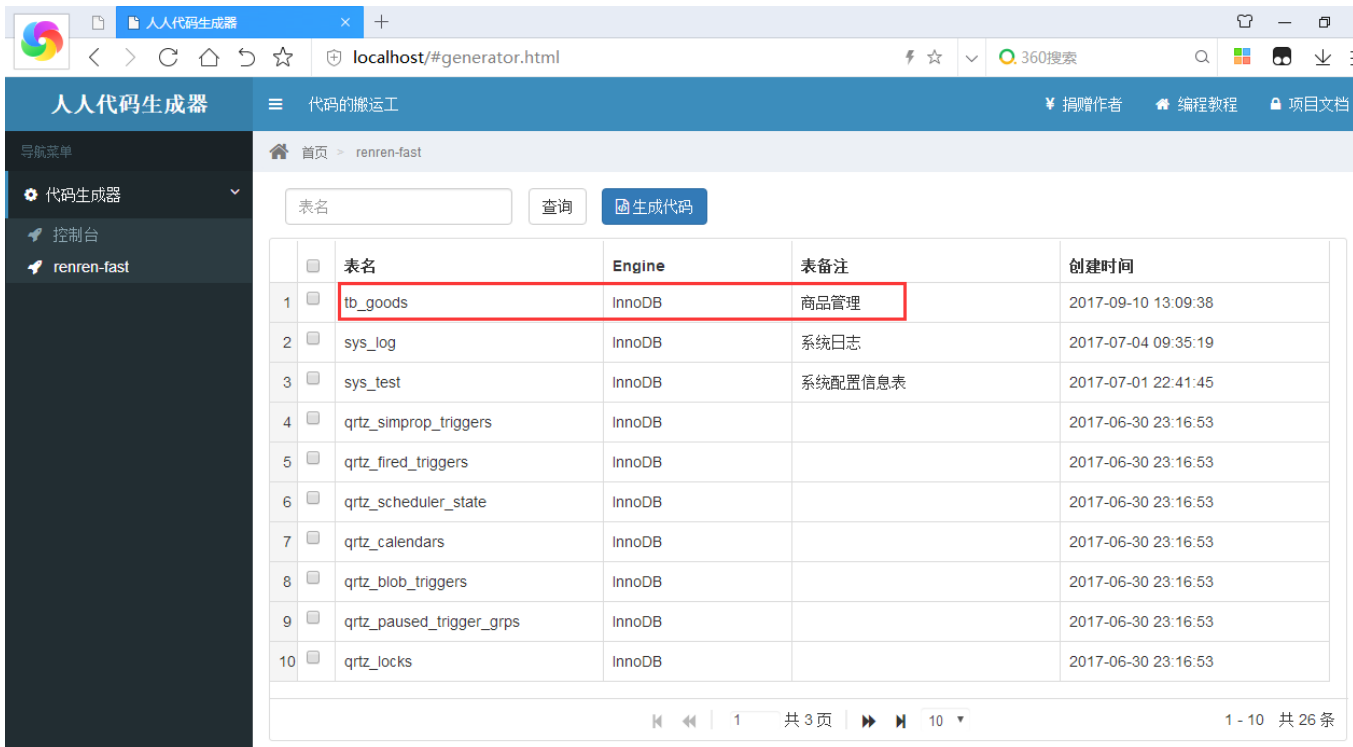 人人代码生成器
localhost/#generator.html
360搜索
人人代码生成器
代码的搬运工
¥ 捐赠作者 编程教程 项目文档
导航菜单
首页 > renren-fast
代码生成器
控制台
renren-fast
表名 查询 生成代码
表名 Engine 表备注 创建时间
1 tb_goods InnoDB 商品管理 2017-09-10 13:09:38
2 sys_log InnoDB 系统日志 2017-07-04 09:35:19
3 sys_test InnoDB 系统配置信息表 2017-07-01 22:41:45
4 qrtz_simprop_triggers InnoDB 2017-06-30 23:16:53
5 qrtz_fired_triggers InnoDB 2017-06-30 23:16:53
6 qrtz_scheduler_state InnoDB 2017-06-30 23:16:53
7 qrtz_calendars InnoDB 2017-06-30 23:16:53
8 qrtz_blob_triggers InnoDB 2017-06-30 23:16:53
9 qrtz_paused_trigger_grps InnoDB 2017-06-30 23:16:53
10 qrtz_locks InnoDB 2017-06-30 23:16:53
1 共 3 页 10 1 - 10 共 26 条